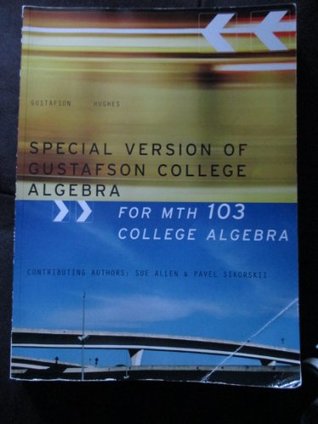 GUSTAFSON HUGHES
SPECIAL VERSION OF
GUSTAFSON COLLEGE
ALGEBRA
FOR MTH 103
COLLEGE ALGEBRA
CONTRIBUTING AUTHORS: SUE ALLEN & PAVEL SIKORSKII